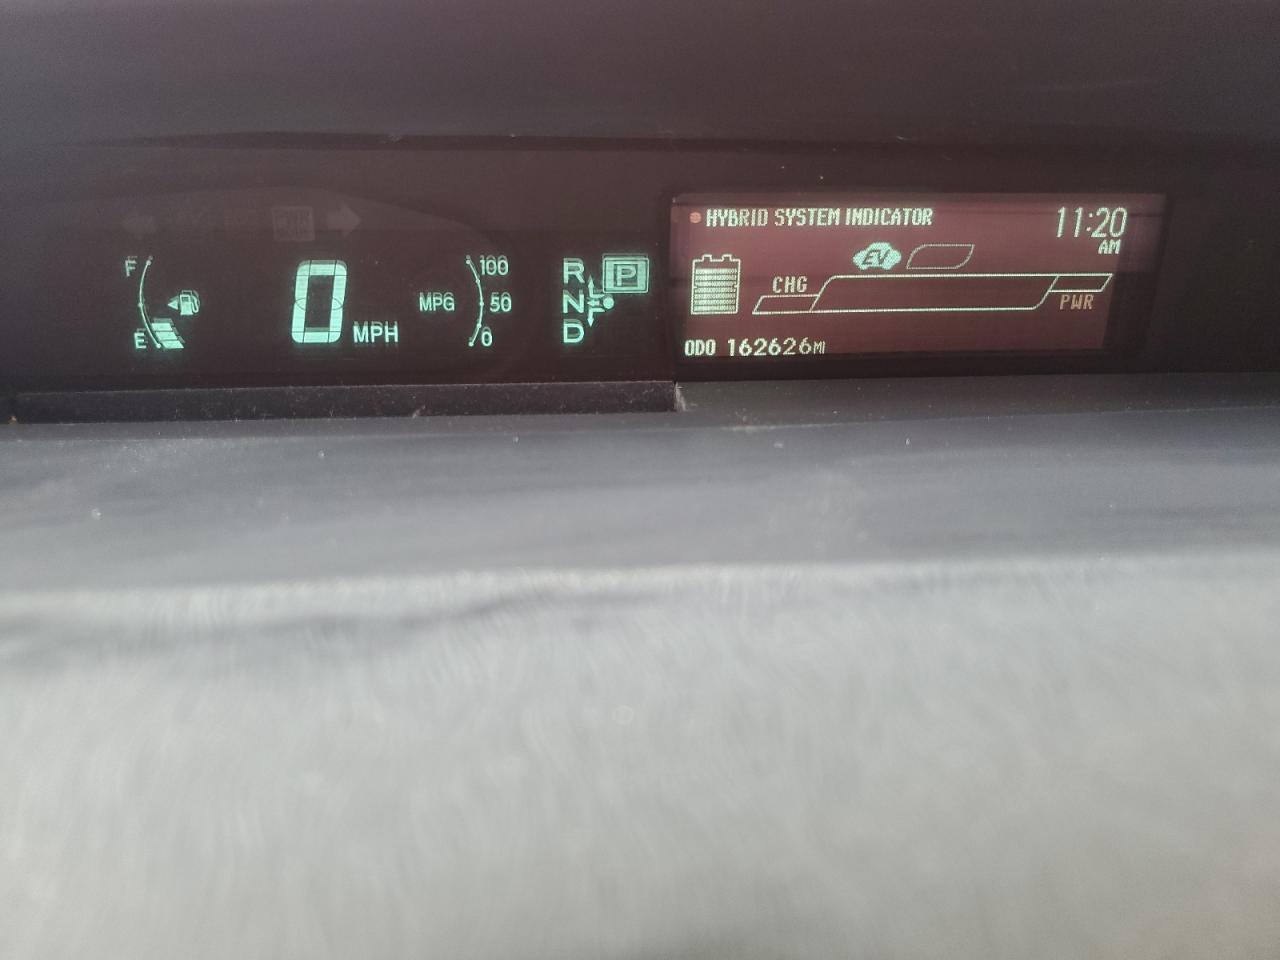 HYBRID SYSTEM INDICATOR 11:20
AM
EV
F
100
R P
CHG
MPG 50
N
PWR
0 MPH
E
0
D
ODO 162626MI